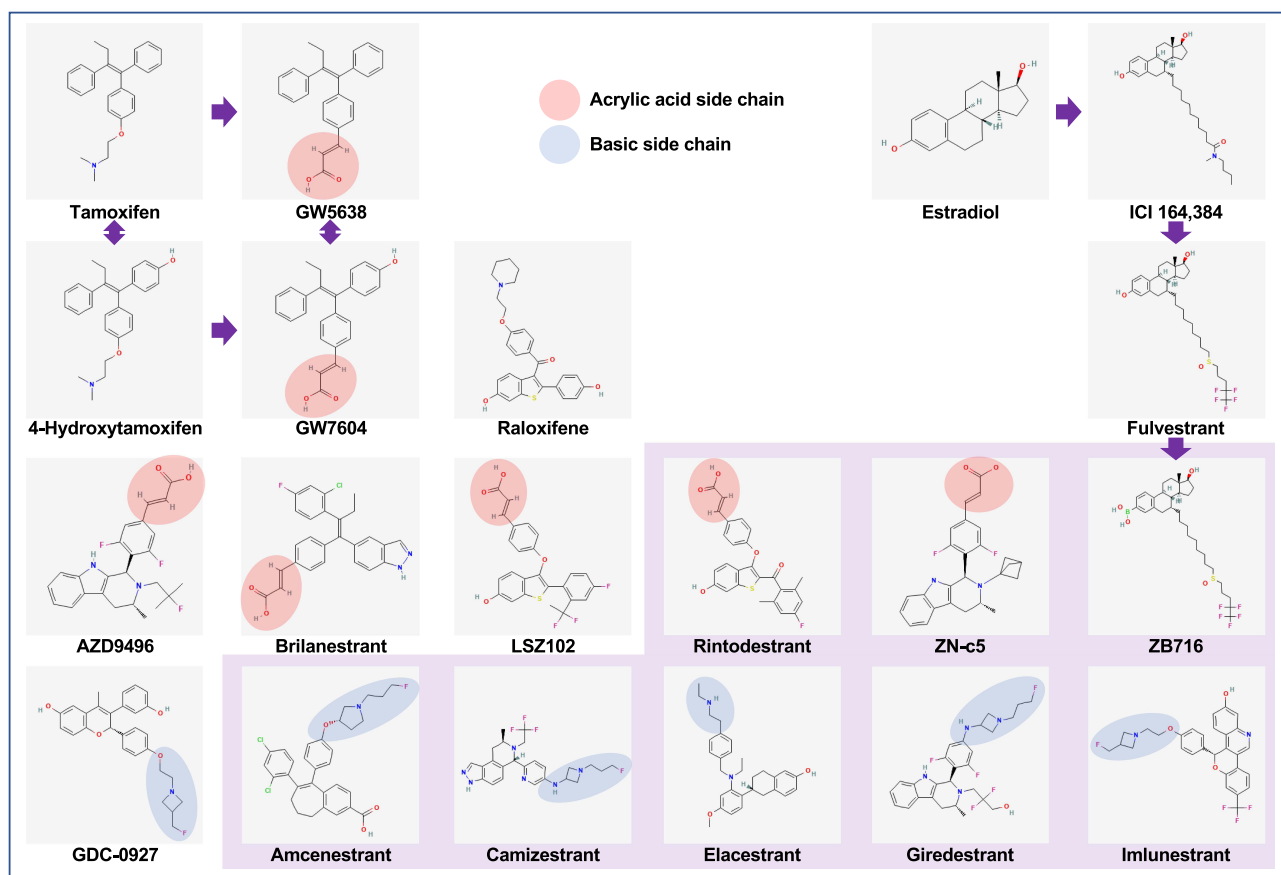 Acrylic acid side chain
Basic side chain
Tamoxifen
GW5638
Estradiol
ICI 164,384
4-Hydroxytamoxifen
GW7604
Raloxifene
Fulvestrant
AZD9496
Brilanestrant
LSZ102
Rintodestrant
ZN-c5
ZB716
GDC-0927
Amcenestrant
Camizestrant
Elacestrant
Giredestrant
Imlunestrant